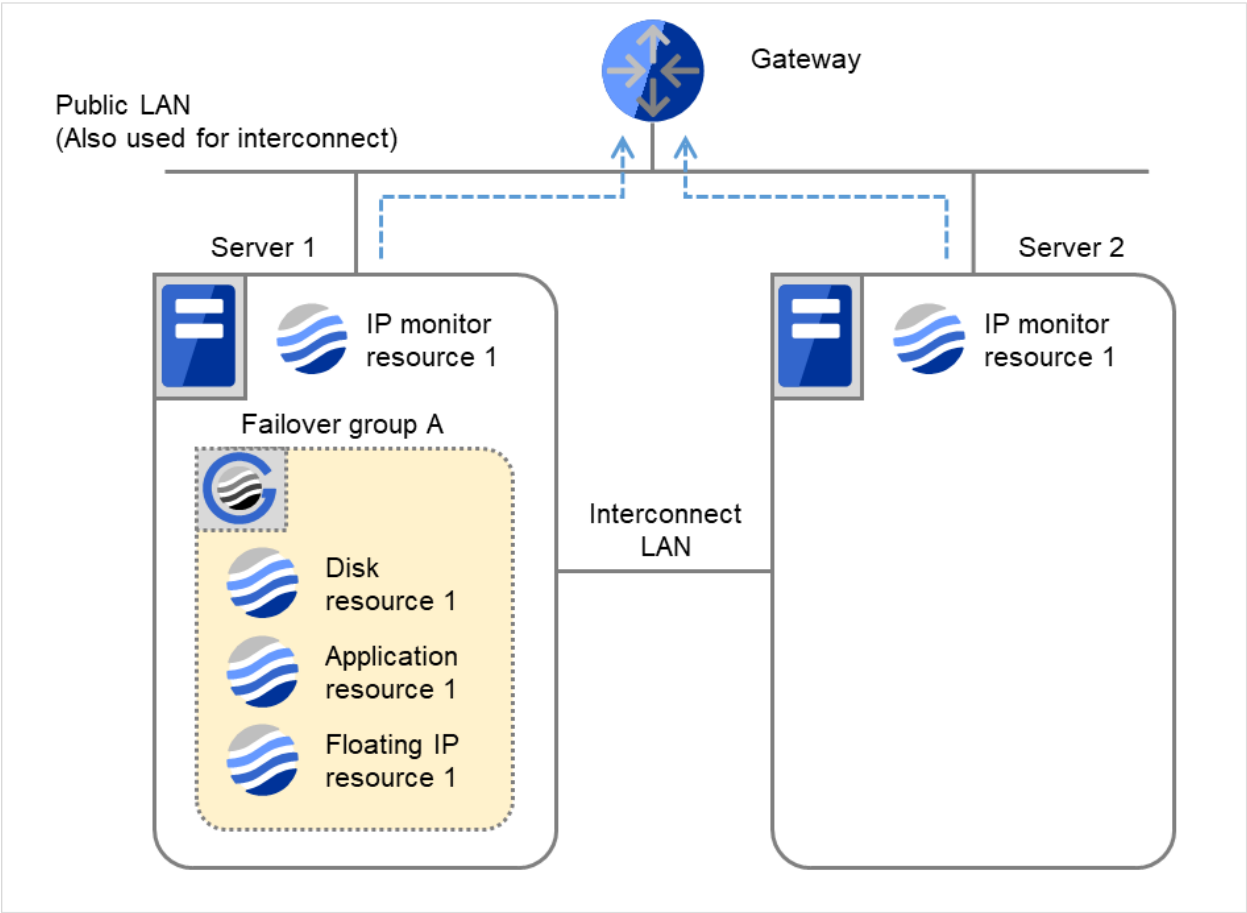 Gateway
Public LAN
(Also used for interconnect)
Server 1
Server 2
IP monitor
resource 1
IP monitor
resource 1
Failover group A
Interconnect
LAN
Disk
resource 1
Application
resource 1
Floating IP
resource 1